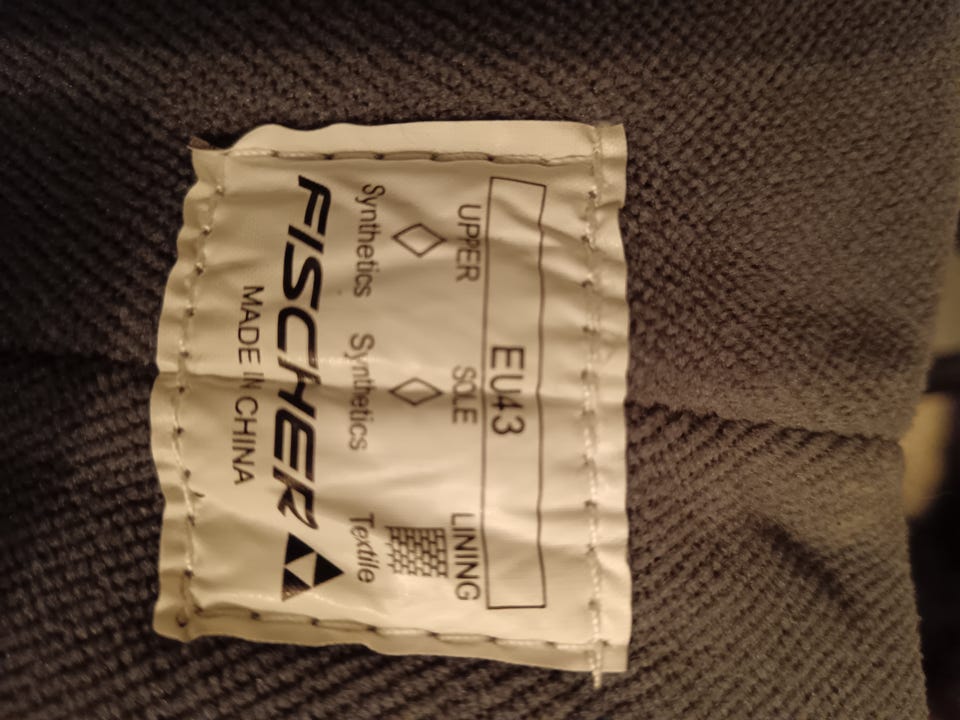 EU43
UPPER SOLE LINING
Synthetics Synthetics Textile
FISCHER
MADE IN CHINA